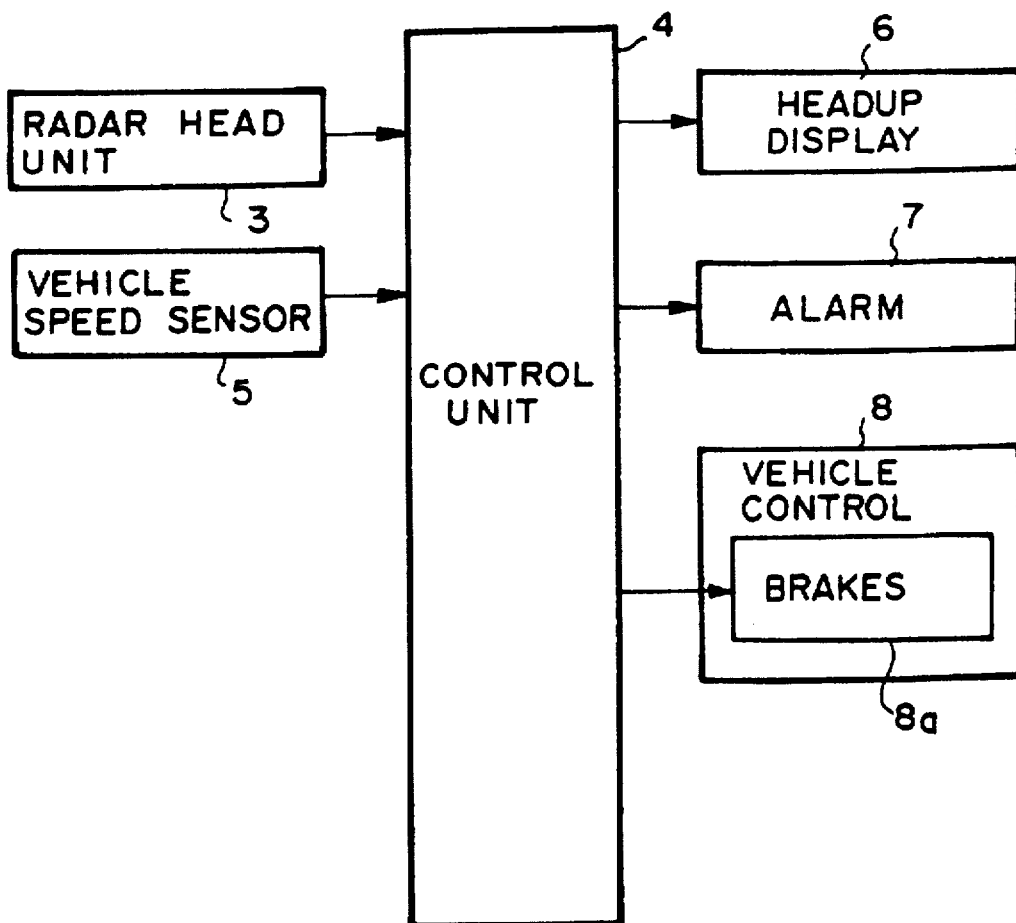 4
6
RADAR HEAD
UNIT
3
HEADUP
DISPLAY
VEHICLE
SPEED SENSOR
5
7
ALARM
CONTROL
UNIT
8
VEHICLE
CONTROL
BRAKES
8a